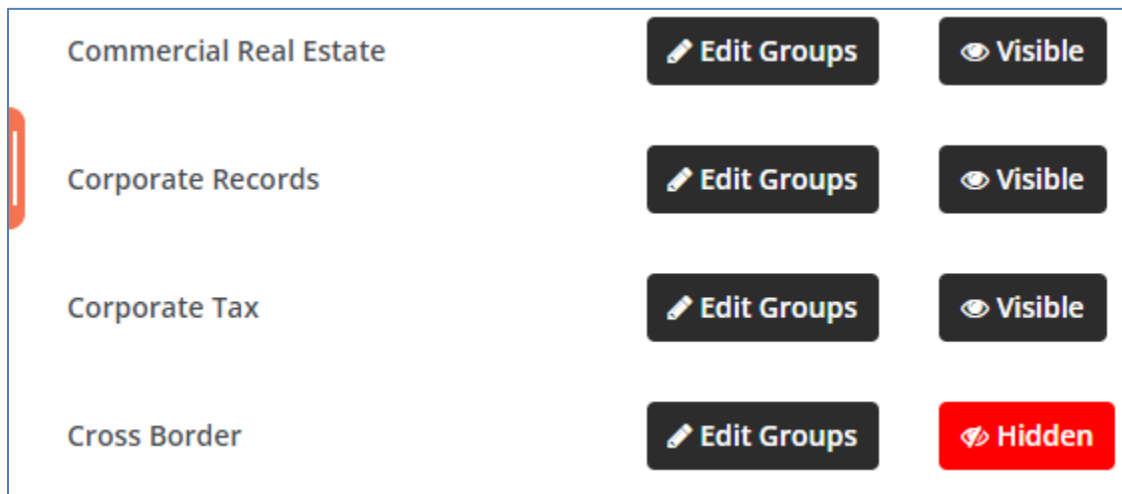 Commercial Real Estate Edit Groups Visible
Corporate Records Edit Groups Visible
Corporate Tax Edit Groups Visible
Cross Border Edit Groups Hidden